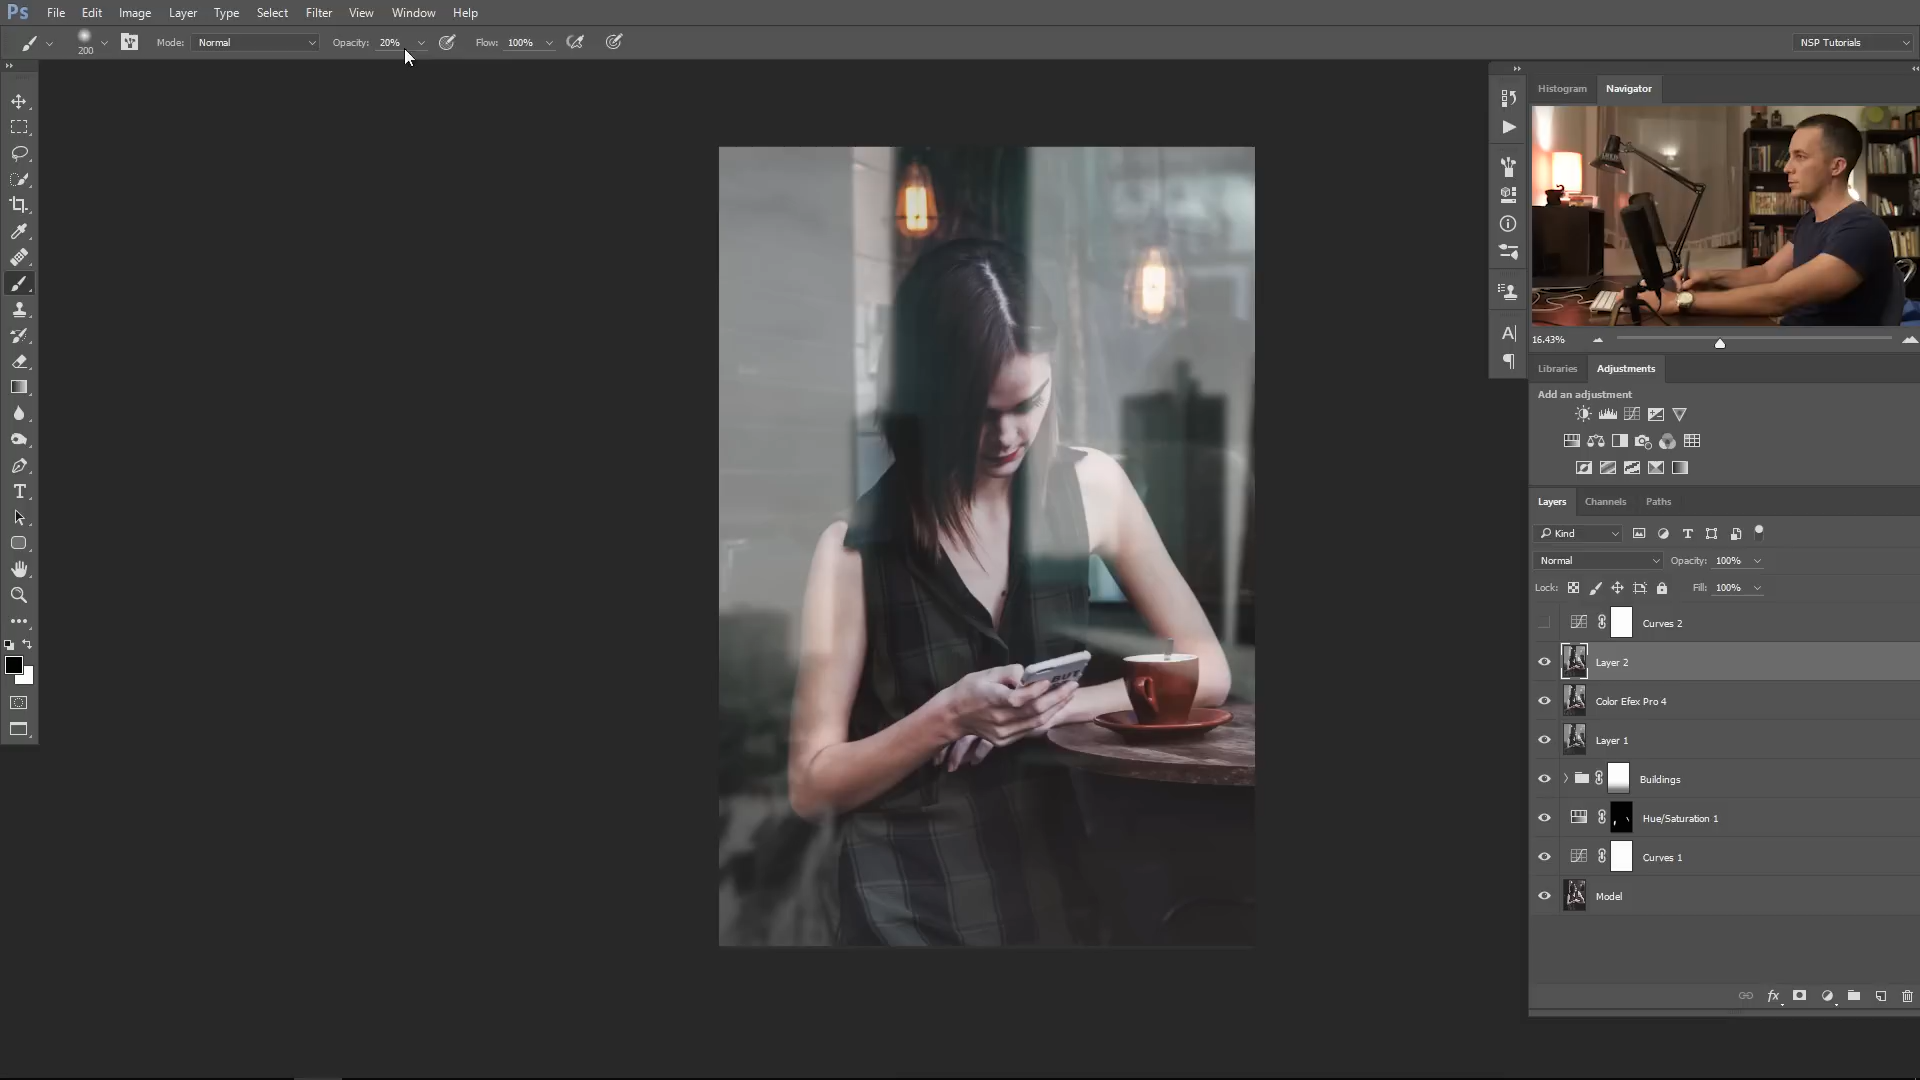 Ps File Edit Image Layer Type Select Filter View Window Help
200 Mode: Normal Opacity: 20% Flow: 100% NSP Tutorials
Histogram Navigator
16.43%
Libraries Adjustments
Add an adjustment
Layers Channels Paths
Kind
Normal Opacity: 100%
Lock: Fill: 100%
Curves 2
Layer 2
Color Efex Pro 4
Layer 1
Buildings
Hue/Saturation 1
Curves 1
Model
BUT